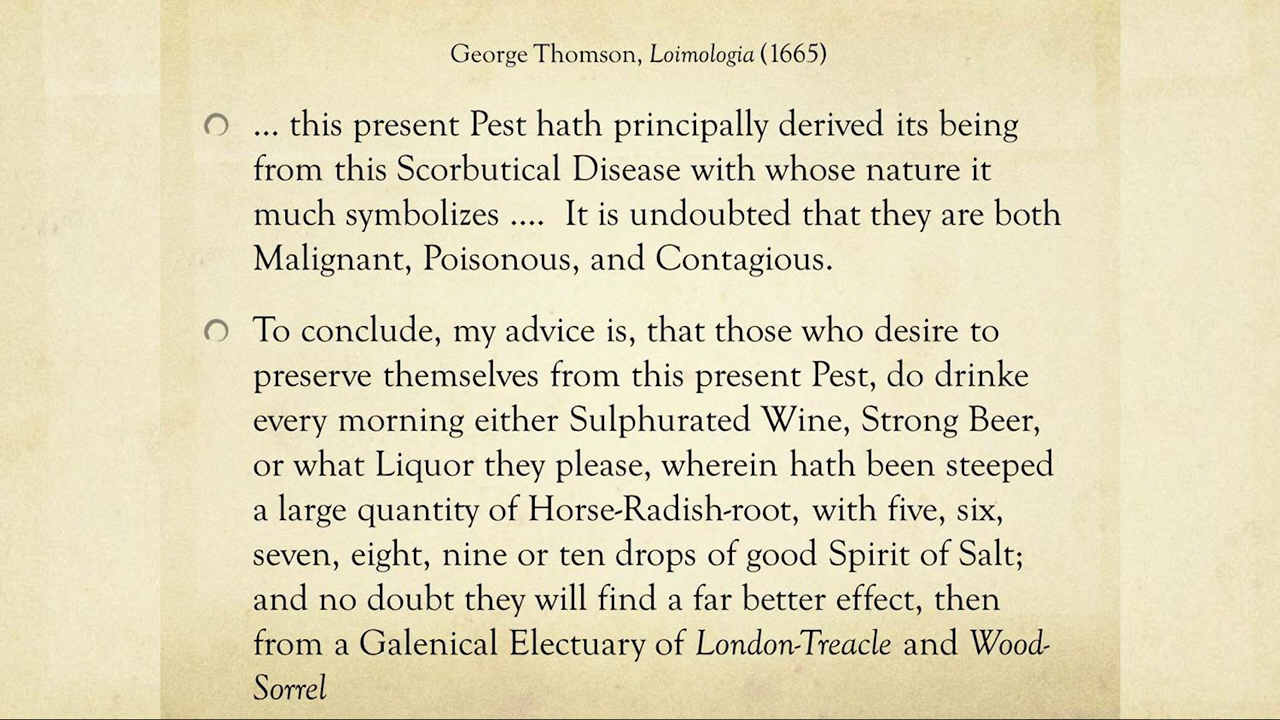 George Thomson, Loimologia (1665)
... this present Pest hath principally derived its being
from this Scorbutical Disease with whose nature it
much symbolizes .... It is undoubted that they are both
Malignant, Poisonous, and Contagious.
To conclude, my advice is, that those who desire to
preserve themselves from this present Pest, do drinke
every morning either Sulphurated Wine, Strong Beer,
or what Liquor they please, wherein hath been steeped
a large quantity of Horse-Radish-root, with five, six,
seven, eight, nine or ten drops of good Spirit of Salt;
and no doubt they will find a far better effect, then
from a Galenical Electuary of London-Treacle and Wood-
Sorrel